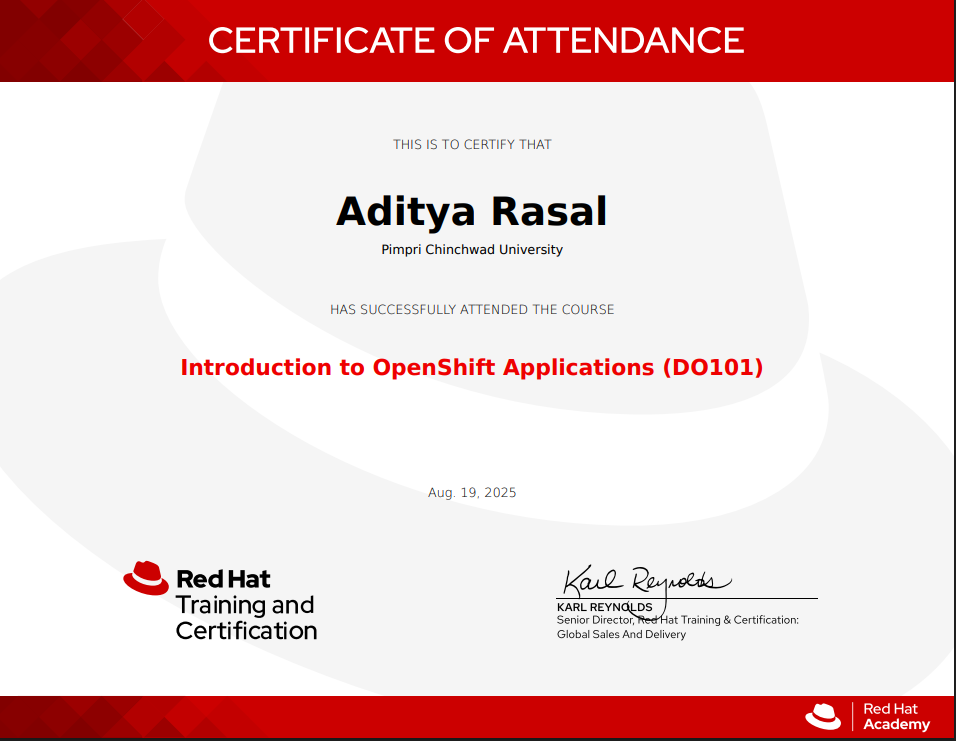 CERTIFICATE OF ATTENDANCE
THIS IS TO CERTIFY THAT
Aditya Rasal
Pimpri Chinchwad University
HAS SUCCESSFULLY ATTENDED THE COURSE
Introduction to OpenShift Applications (DO101)
Aug. 19, 2025
Red Hat
Training and
Certification
Karl Reynolds
KARL REYNOLDS
Senior Director, Red Hat Training & Certification:
Global Sales And Delivery
Red Hat
Academy